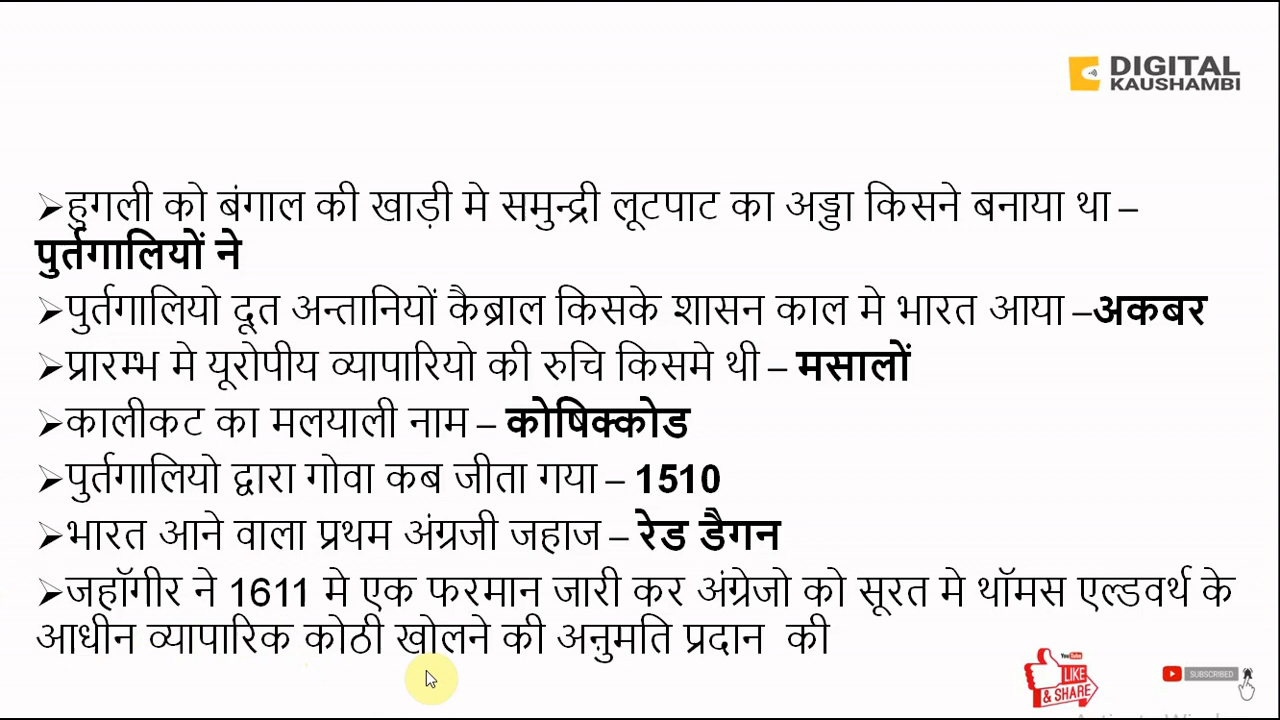 DIGITAL
KAUSHAMBI
➢हुगली को बंगाल की खाड़ी मे समुन्द्री लूटपाट का अड्डा किसने बनाया था –
पुर्तगालियों ने
➢पुर्तगालियो दूत अन्तानियों कैब्राल किसके शासन काल मे भारत आया –अकबर
➢प्रारम्भ मे यूरोपीय व्यापारियो की रुचि किसमे थी – मसालों
➢कालीकट का मलयाली नाम – कोषिक्कोड
➢पुर्तगालियो द्वारा गोवा कब जीता गया – 1510
➢भारत आने वाला प्रथम अंग्रजी जहाज – रेड डैगन
➢जहॉगीर ने 1611 मे एक फरमान जारी कर अंग्रेजो को सूरत मे थॉमस एल्डवर्थ के
आधीन व्यापारिक कोठी खोलने की अनुमति प्रदान की
YouTube
LIKE
& SHARE
SUBSCRIBED